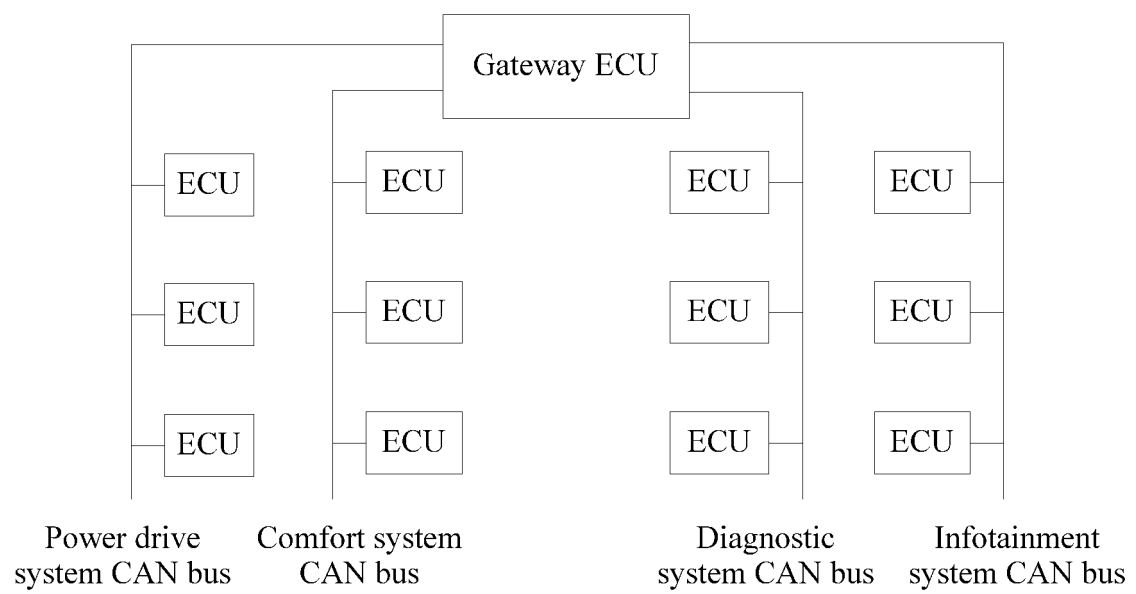 Gateway ECU
ECU
ECU
ECU
ECU
ECU
ECU
ECU
ECU
ECU
ECU
ECU
ECU
Power drive
system CAN bus
Comfort system
CAN bus
Diagnostic
system CAN bus
Infotainment
system CAN bus